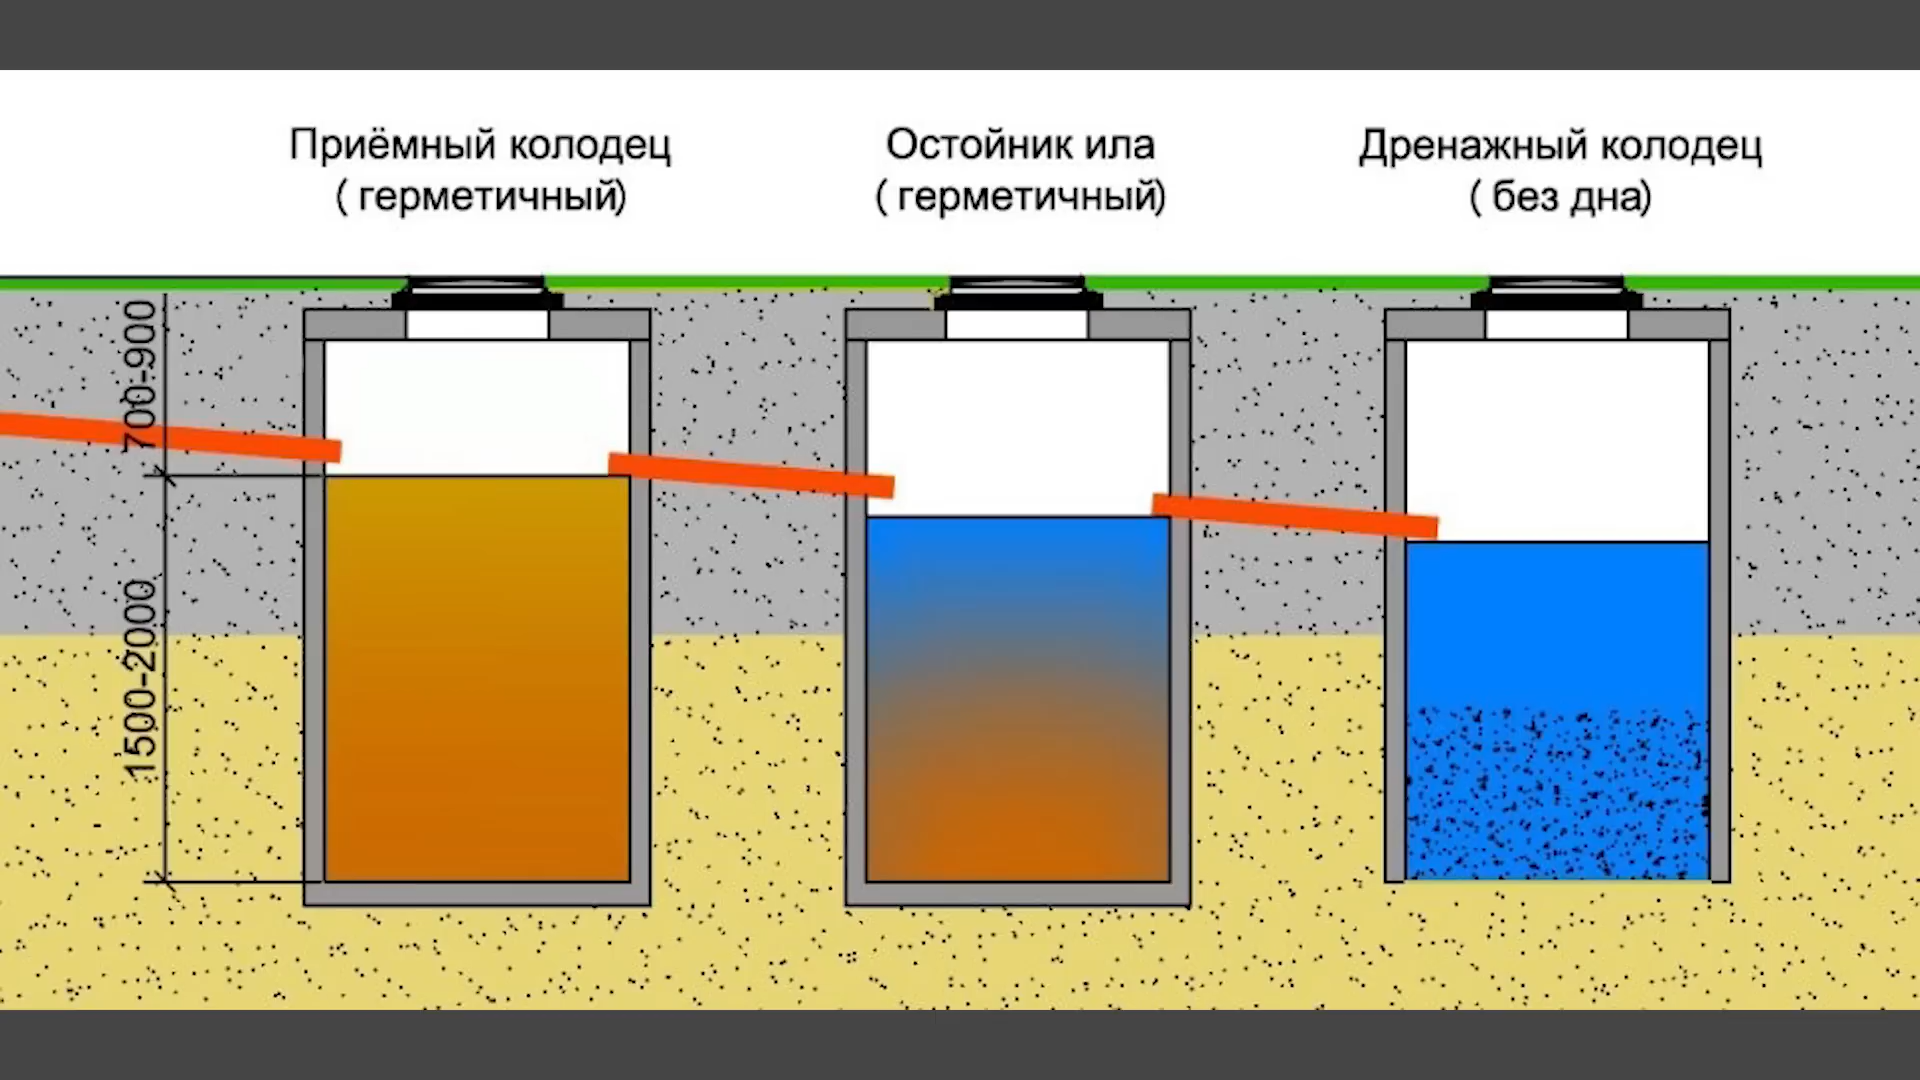 Приёмный колодец
( герметичный)
Остойник ила
( герметичный)
Дренажный колодец
( без дна)
700-900
1500-2000